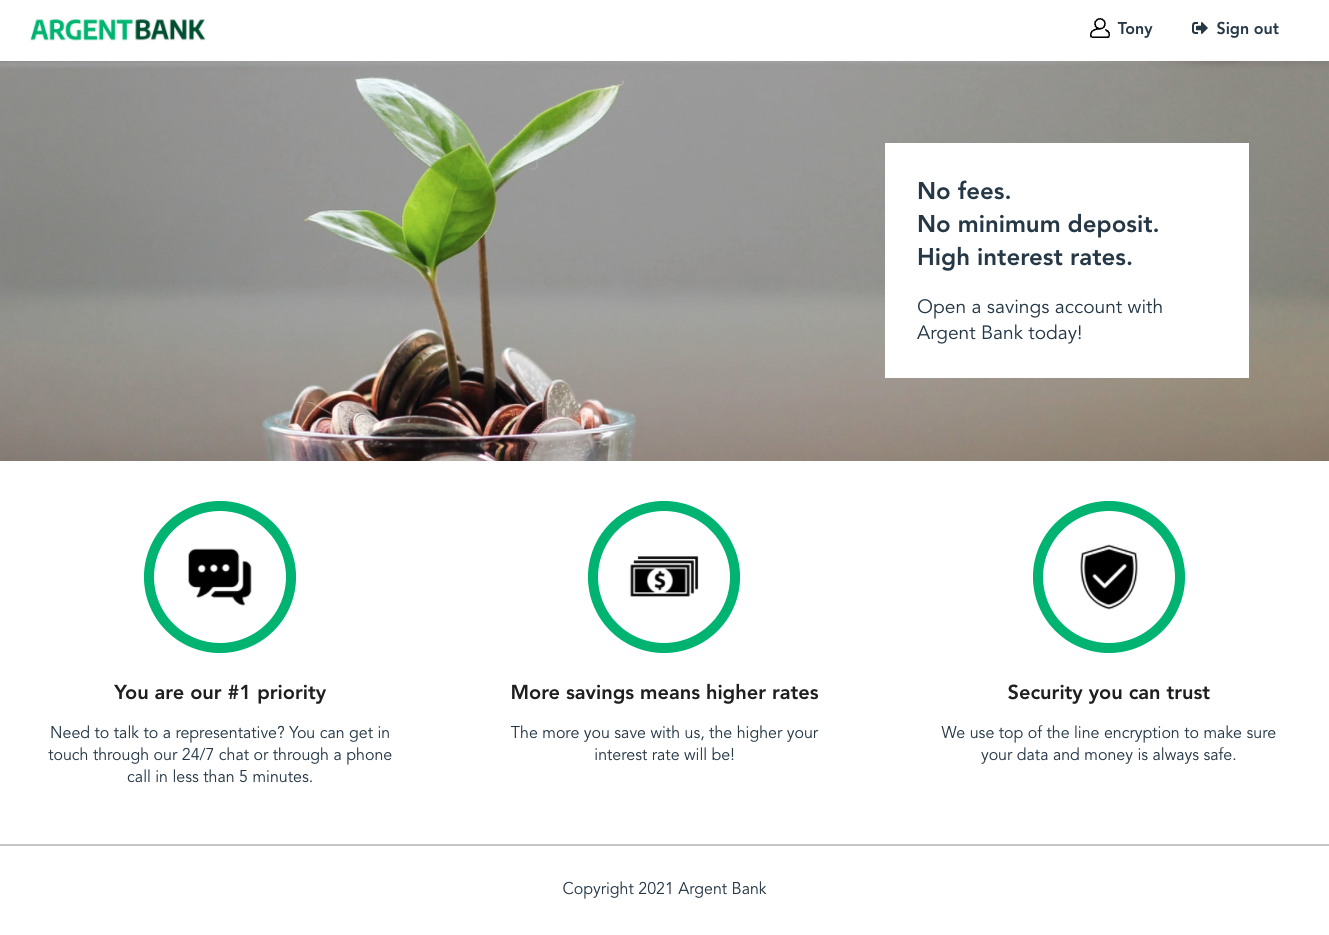 ARGENTBANK
Tony
Sign out
No fees.
No minimum deposit.
High interest rates.
Open a savings account with
Argent Bank today!
You are our #1 priority
Need to talk to a representative? You can get in
touch through our 24/7 chat or through a phone
call in less than 5 minutes.
More savings means higher rates
The more you save with us, the higher your
interest rate will be!
Security you can trust
We use top of the line encryption to make sure
your data and money is always safe.
Copyright 2021 Argent Bank